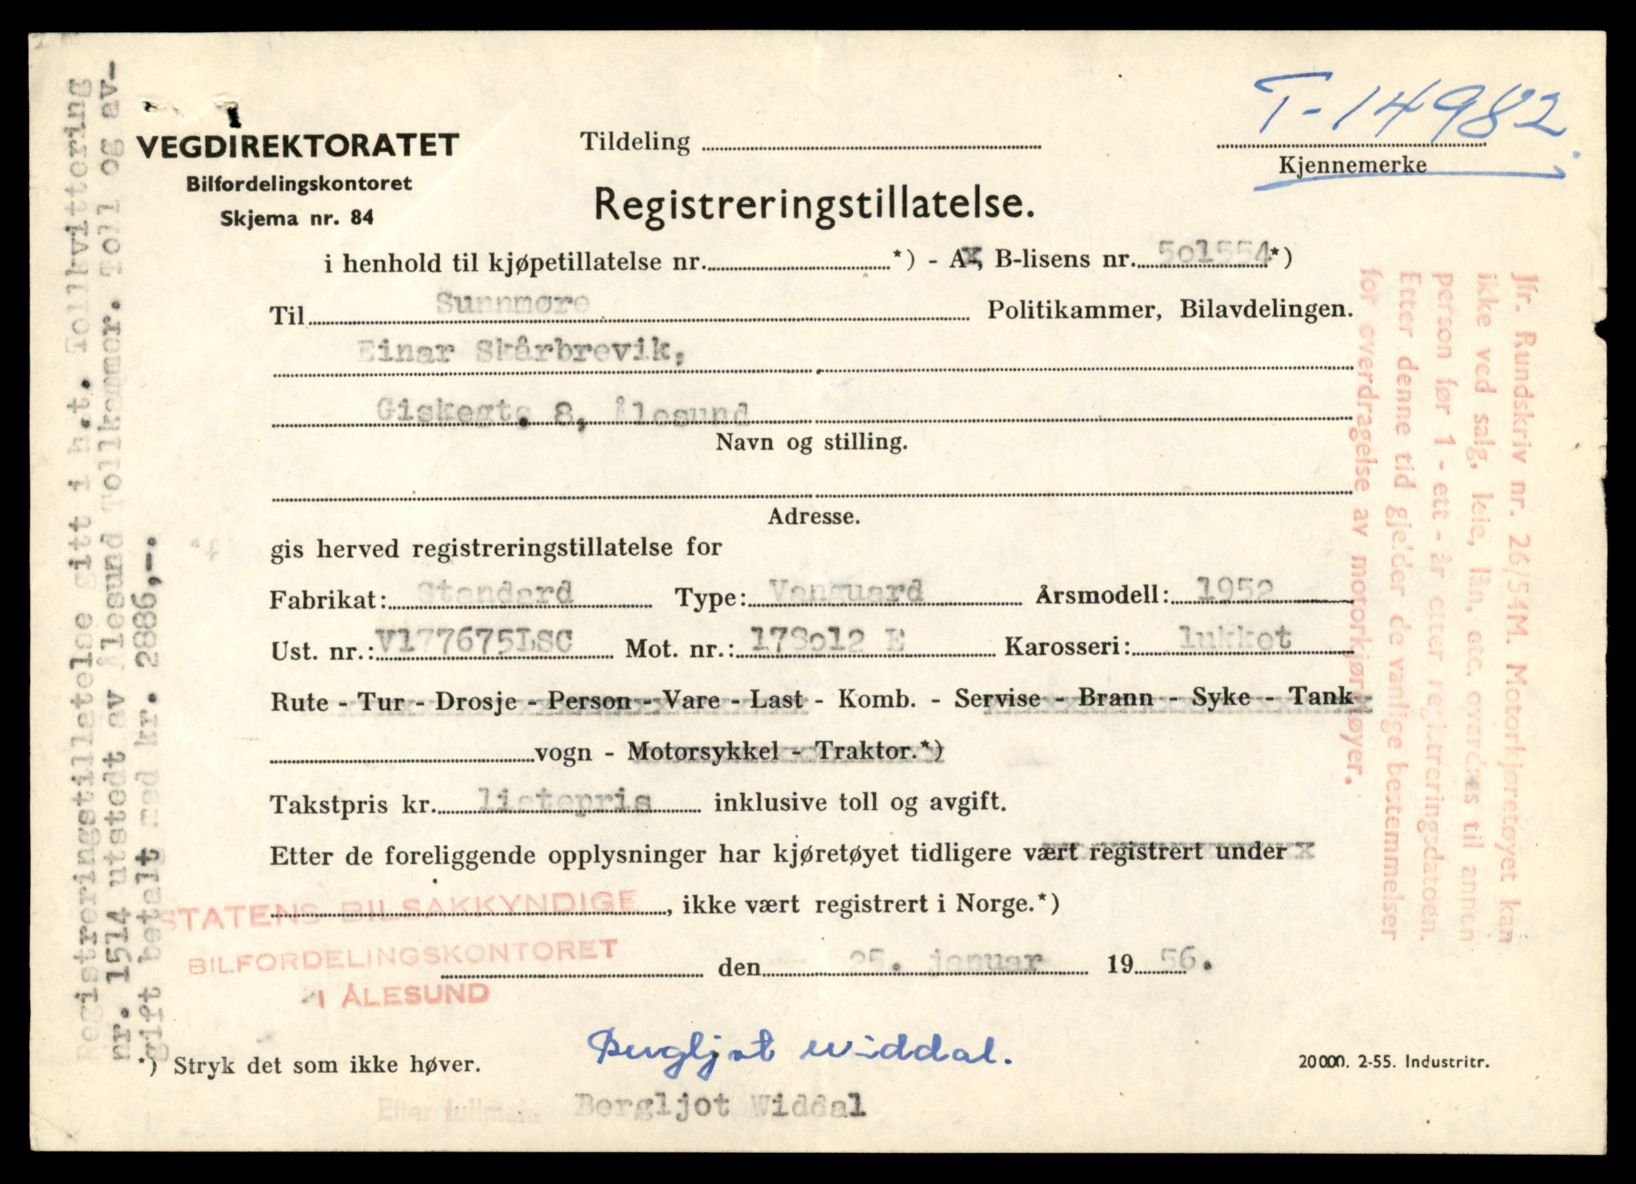 T-14982
VEGDIREKTORATET
Bilfordelingskontoret
Skjema nr. 84
Tildeling
Kjennemerke
Registreringstillatelse.
i henhold til kjøpetillatelse nr. *) - A, B-lisens nr. 5o1554*)
Til Sunnmøre Politikammer, Bilavdelingen.
Einar Skårbrevik,
Giskegt. 8, Ålesund
Navn og stilling.
Adresse.
gis herved registreringstillatelse for
Fabrikat: Standard Type: Vanguard Årsmodell: 1952
Ust. nr.: V177675LSC Mot. nr.: 178o12 E Karosseri: lukket
Rute - Tur - Drosje - Person - Vare - Last - Komb. - Servise - Brann - Syke - Tank
vogn - Motorsykkel - Traktor.*)
Takstpris kr. listepris inklusive toll og avgift.
Etter de foreliggende opplysninger har kjøretøyet tidligere vært registrert under
, ikke vært registrert i Norge.*)
STATENS BILSAKKYNDIGE
BILFORDELINGSKONTORET
I ÅLESUND
den 25. januar 1956.
Bergljot Widdal.
*) Stryk det som ikke høver.
20000. 2-55. Industritr.
Etter fullmakt
Bergljot Widdal
Registreringstillatelse gitt i h.t. Tollkvittering
nr. 1514 utstedt av Ålesund Tollkammer. Toll og av-
gift betalt med kr. 2886,-.
Jfr. Rundskriv nr. 26/54M. Motorkjøretøyet kan
ikke ved salg, leie, lån, etc. overdras til annen
person før 1 - ett - år etter registreringsdatoen.
Etter denne tid gjelder de vanlige bestemmelser
for overdragelse av motorkjøretøyer.